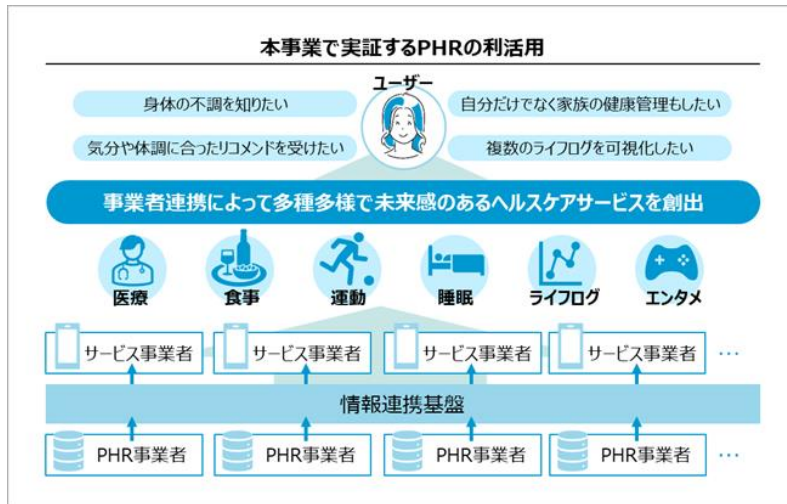 本事業で実証するPHRの利活用
ユーザー
身体の不調を知りたい
自分だけでなく家族の健康管理もしたい
気分や体調に合ったリコメンドを受けたい
複数のライフログを可視化したい
事業者連携によって多種多様で未来感のあるヘルスケアサービスを創出
医療
食事
運動
睡眠
ライフログ
エンタメ
サービス事業者
サービス事業者
サービス事業者
サービス事業者
…
情報連携基盤
PHR事業者
PHR事業者
PHR事業者
PHR事業者
…